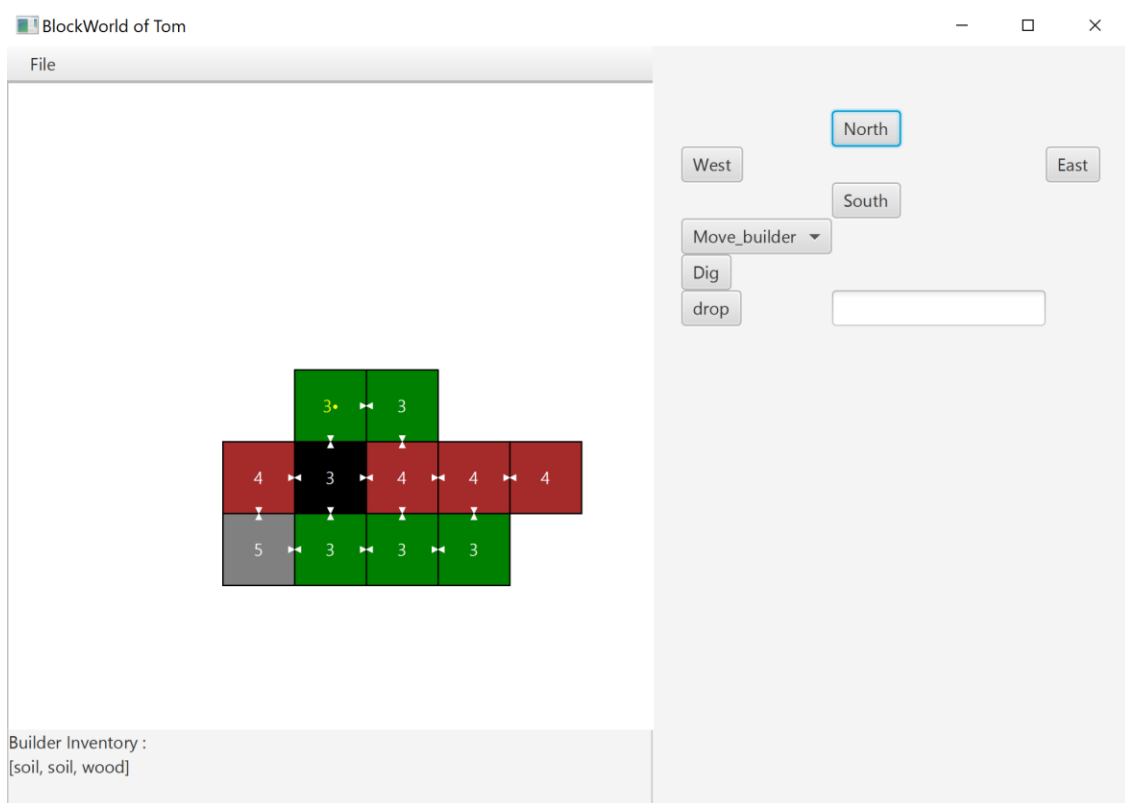 BlockWorld of Tom
File
North
West East
South
Move_builder
Dig
drop
3 3
4 3 4 4 4
5 3 3 3
Builder Inventory :
[soil, soil, wood]